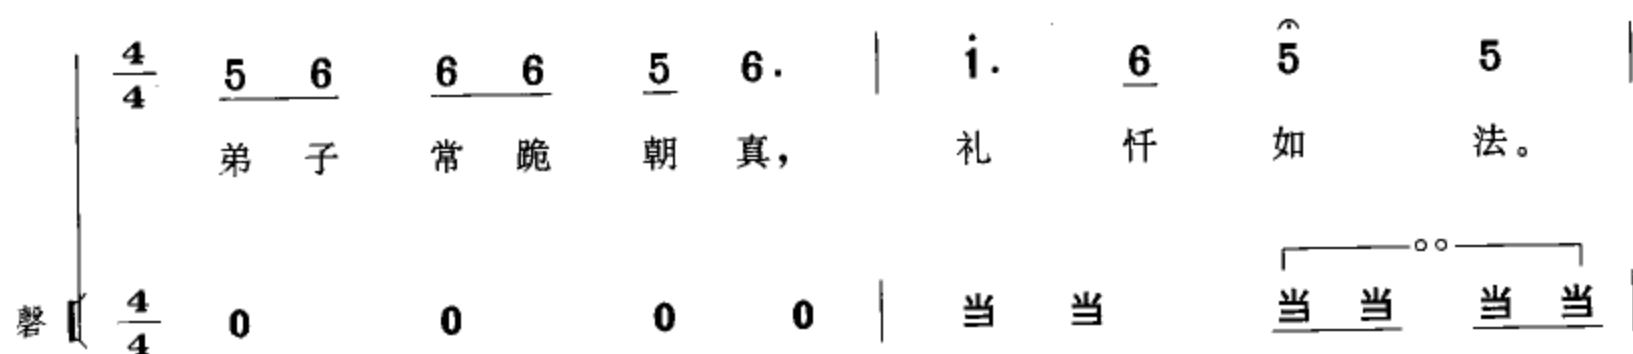 4/4 5 6 6 6 5 6. | 1̇. 6 5 5 |
弟 子 常 跪 朝 真， 礼 忏 如 法。
磬 4/4 0 0 0 0 | 当 当 当 当 当 当 |